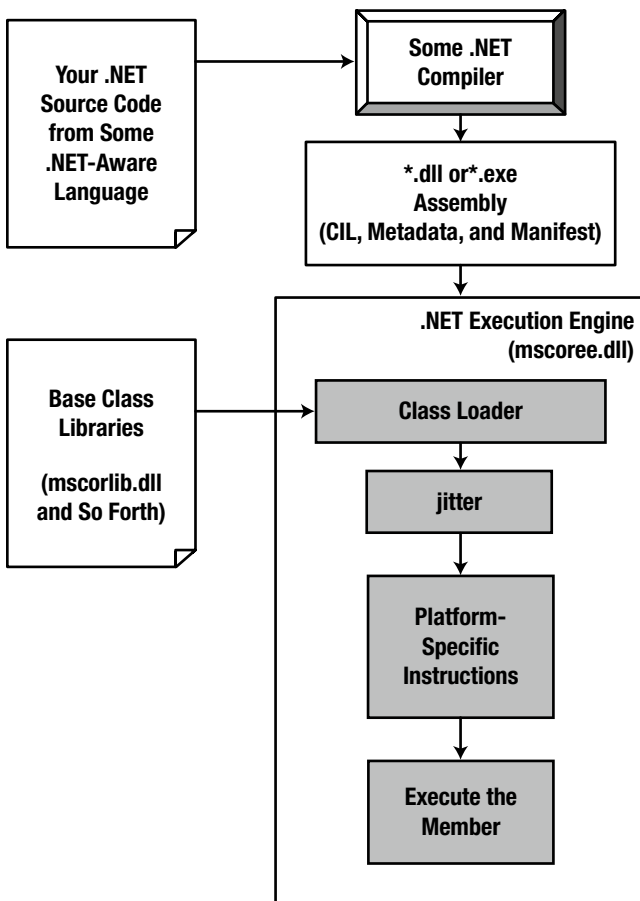 Your .NET
Source Code
from Some
.NET-Aware
Language
Some .NET
Compiler
*.dll or*.exe
Assembly
(CIL, Metadata, and Manifest)
.NET Execution Engine
(mscoree.dll)
Base Class
Libraries
(mscorlib.dll
and So Forth)
Class Loader
jitter
Platform-
Specific
Instructions
Execute the
Member